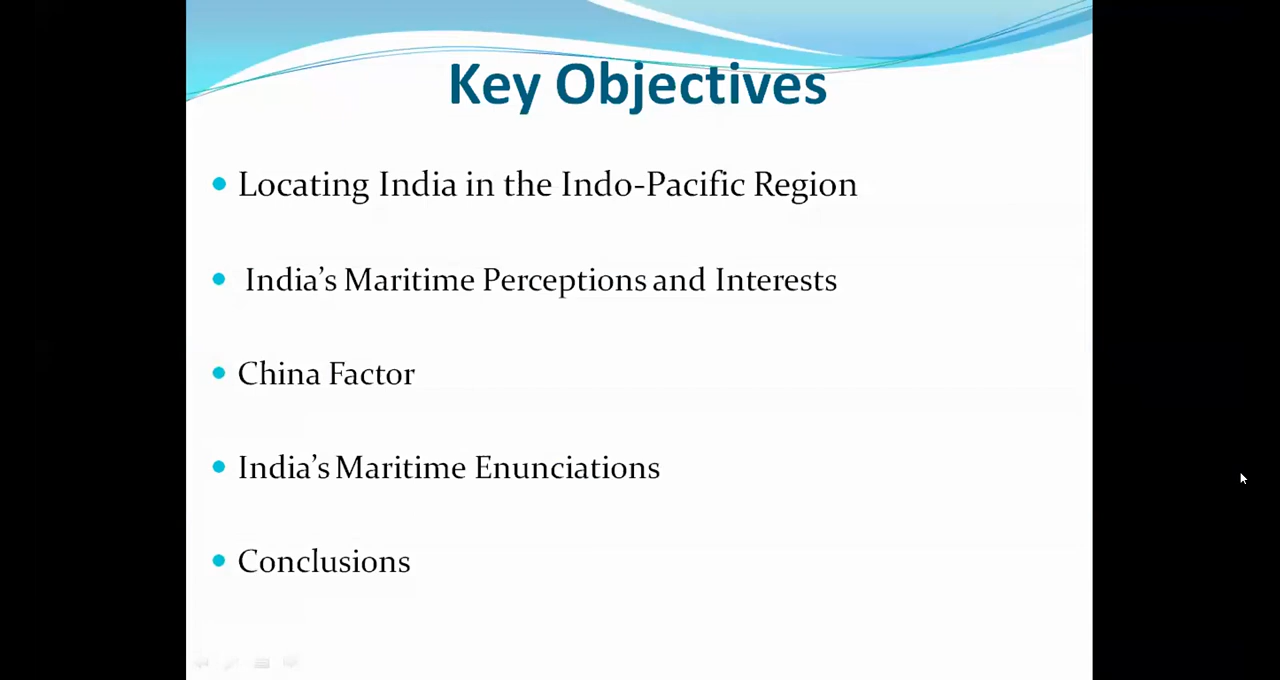 Key Objectives
• Locating India in the Indo-Pacific Region
• India’s Maritime Perceptions and Interests
• China Factor
• India’s Maritime Enunciations
• Conclusions